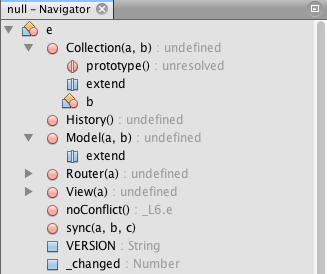 null – Navigator
e
Collection(a, b) : undefined
prototype() : unresolved
extend
b
History() : undefined
Model(a, b) : undefined
extend
Router(a) : undefined
View(a) : undefined
noConflict() : _L6.e
sync(a, b, c)
VERSION : String
_changed : Number